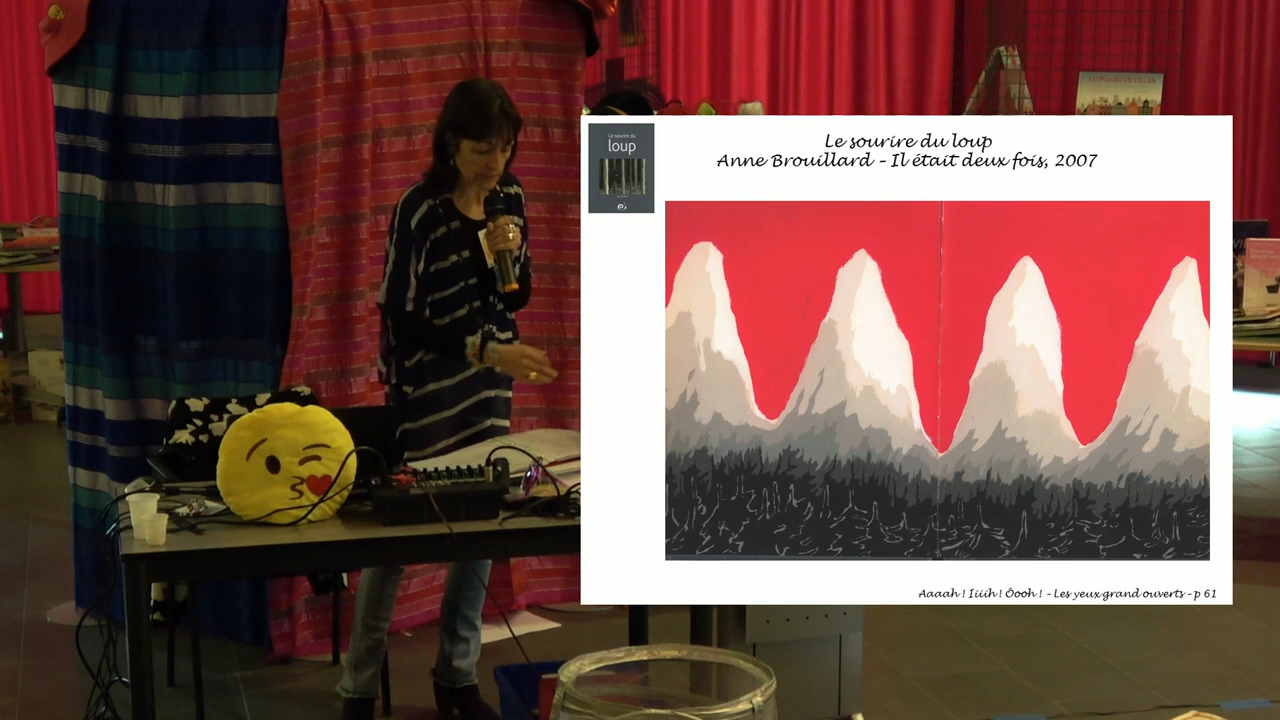 Le sourire du
loup
Le sourire du loup
Anne Brouillard - Il était deux fois, 2007
Aaaah ! Iiiih ! Ôooh ! - Les yeux grand ouverts - p 61